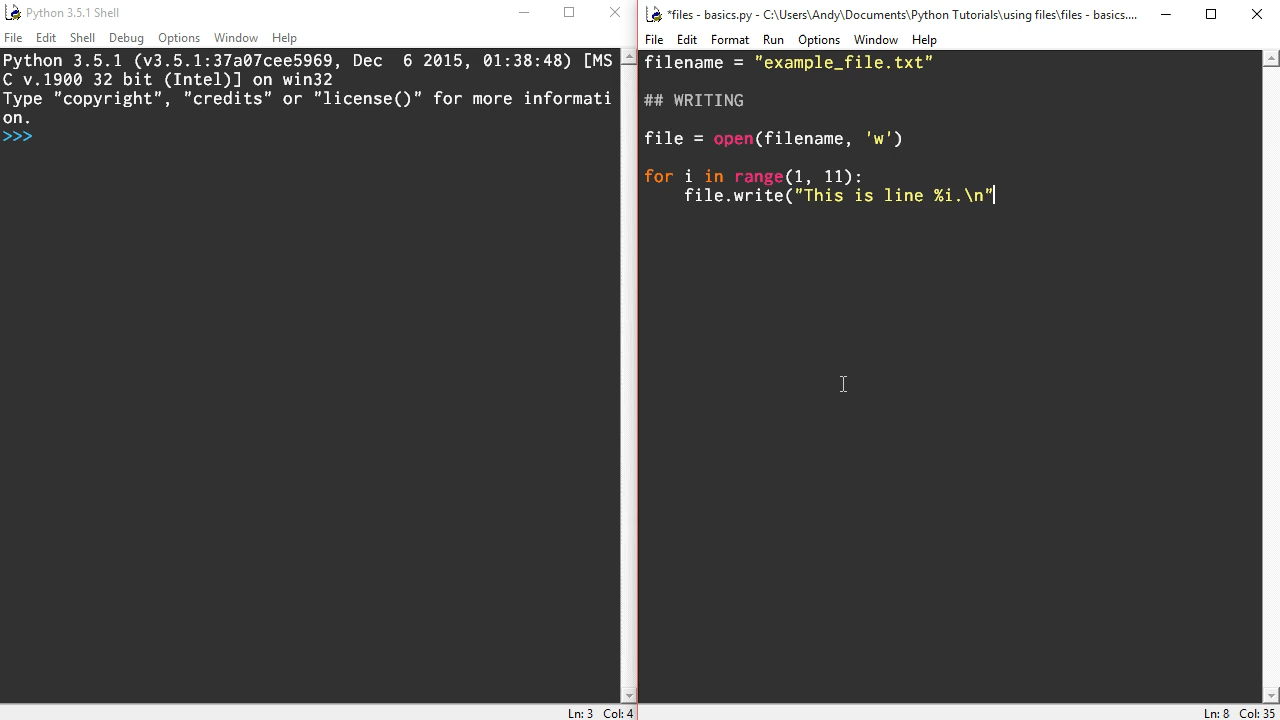 Python 3.5.1 Shell
File Edit Shell Debug Options Window Help
Python 3.5.1 (v3.5.1:37a07cee5969, Dec  6 2015, 01:38:48) [MS
C v.1900 32 bit (Intel)] on win32
Type "copyright", "credits" or "license()" for more informati
on.
>>>
Ln: 3 Col: 4
*files - basics.py - C:\Users\Andy\Documents\Python Tutorials\using files\files - basics....
File Edit Format Run Options Window Help
filename = "example_file.txt"
## WRITING
file = open(filename, 'w')
for i in range(1, 11):
    file.write("This is line %i.\n"
Ln: 8 Col: 35